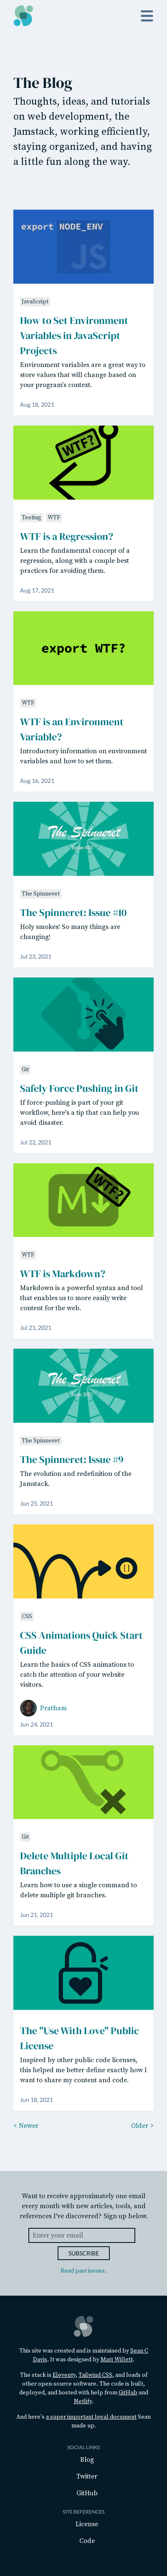 The Blog
Thoughts, ideas, and tutorials
on web development, the
Jamstack, working efficiently,
staying organized, and having
a little fun along the way.
export NODE_ENV
JS
JavaScript
How to Set Environment
Variables in JavaScript
Projects
Environment variables are a great way to
store values that will change based on
your program's context.
Aug 18, 2021
WTF?
Testing WTF
WTF is a Regression?
Learn the fundamental concept of a
regression, along with a couple best
practices for avoiding them.
Aug 17, 2021
export WTF?
WTF
WTF is an Environment
Variable?
Introductory information on environment
variables and how to set them.
Aug 16, 2021
The Spinneret
The Spinneret
The Spinneret: Issue #10
Holy smokes! So many things are
changing!
Jul 23, 2021
Git
Safely Force Pushing in Git
If force-pushing is part of your git
workflow, here's a tip that can help you
avoid disaster.
Jul 22, 2021
M
WTF?
WTF
WTF is Markdown?
Markdown is a powerful syntax and tool
that enables us to more easily write
content for the web.
Jul 21, 2021
The Spinneret
The Spinneret
The Spinneret: Issue #9
The evolution and redefinition of the
Jamstack.
Jun 25, 2021
CSS
CSS Animations Quick Start
Guide
Learn the basics of CSS animations to
catch the attention of your website
visitors.
Pratham
Jun 24, 2021
Git
Delete Multiple Local Git
Branches
Learn how to use a single command to
delete multiple git branches.
Jun 21, 2021
The "Use With Love" Public
License
Inspired by other public code licenses,
this helped me better define exactly how I
want to share my content and code.
Jun 18, 2021
< Newer
Older >
Want to receive approximately one email
every month with new articles, tools, and
references I've discovered? Sign up below.
Enter your email
SUBSCRIBE
Read past issues.
This site was created and is maintained by Sean C
Davis. It was designed by Matt Willett.
The stack is Eleventy, Tailwind CSS, and loads of
other open-source software. The code is built,
deployed, and hosted with help from GitHub and
Netlify.
And here's a super important legal document Sean
made up.
SOCIAL LINKS
Blog
Twitter
GitHub
SITE REFERENCES
License
Code